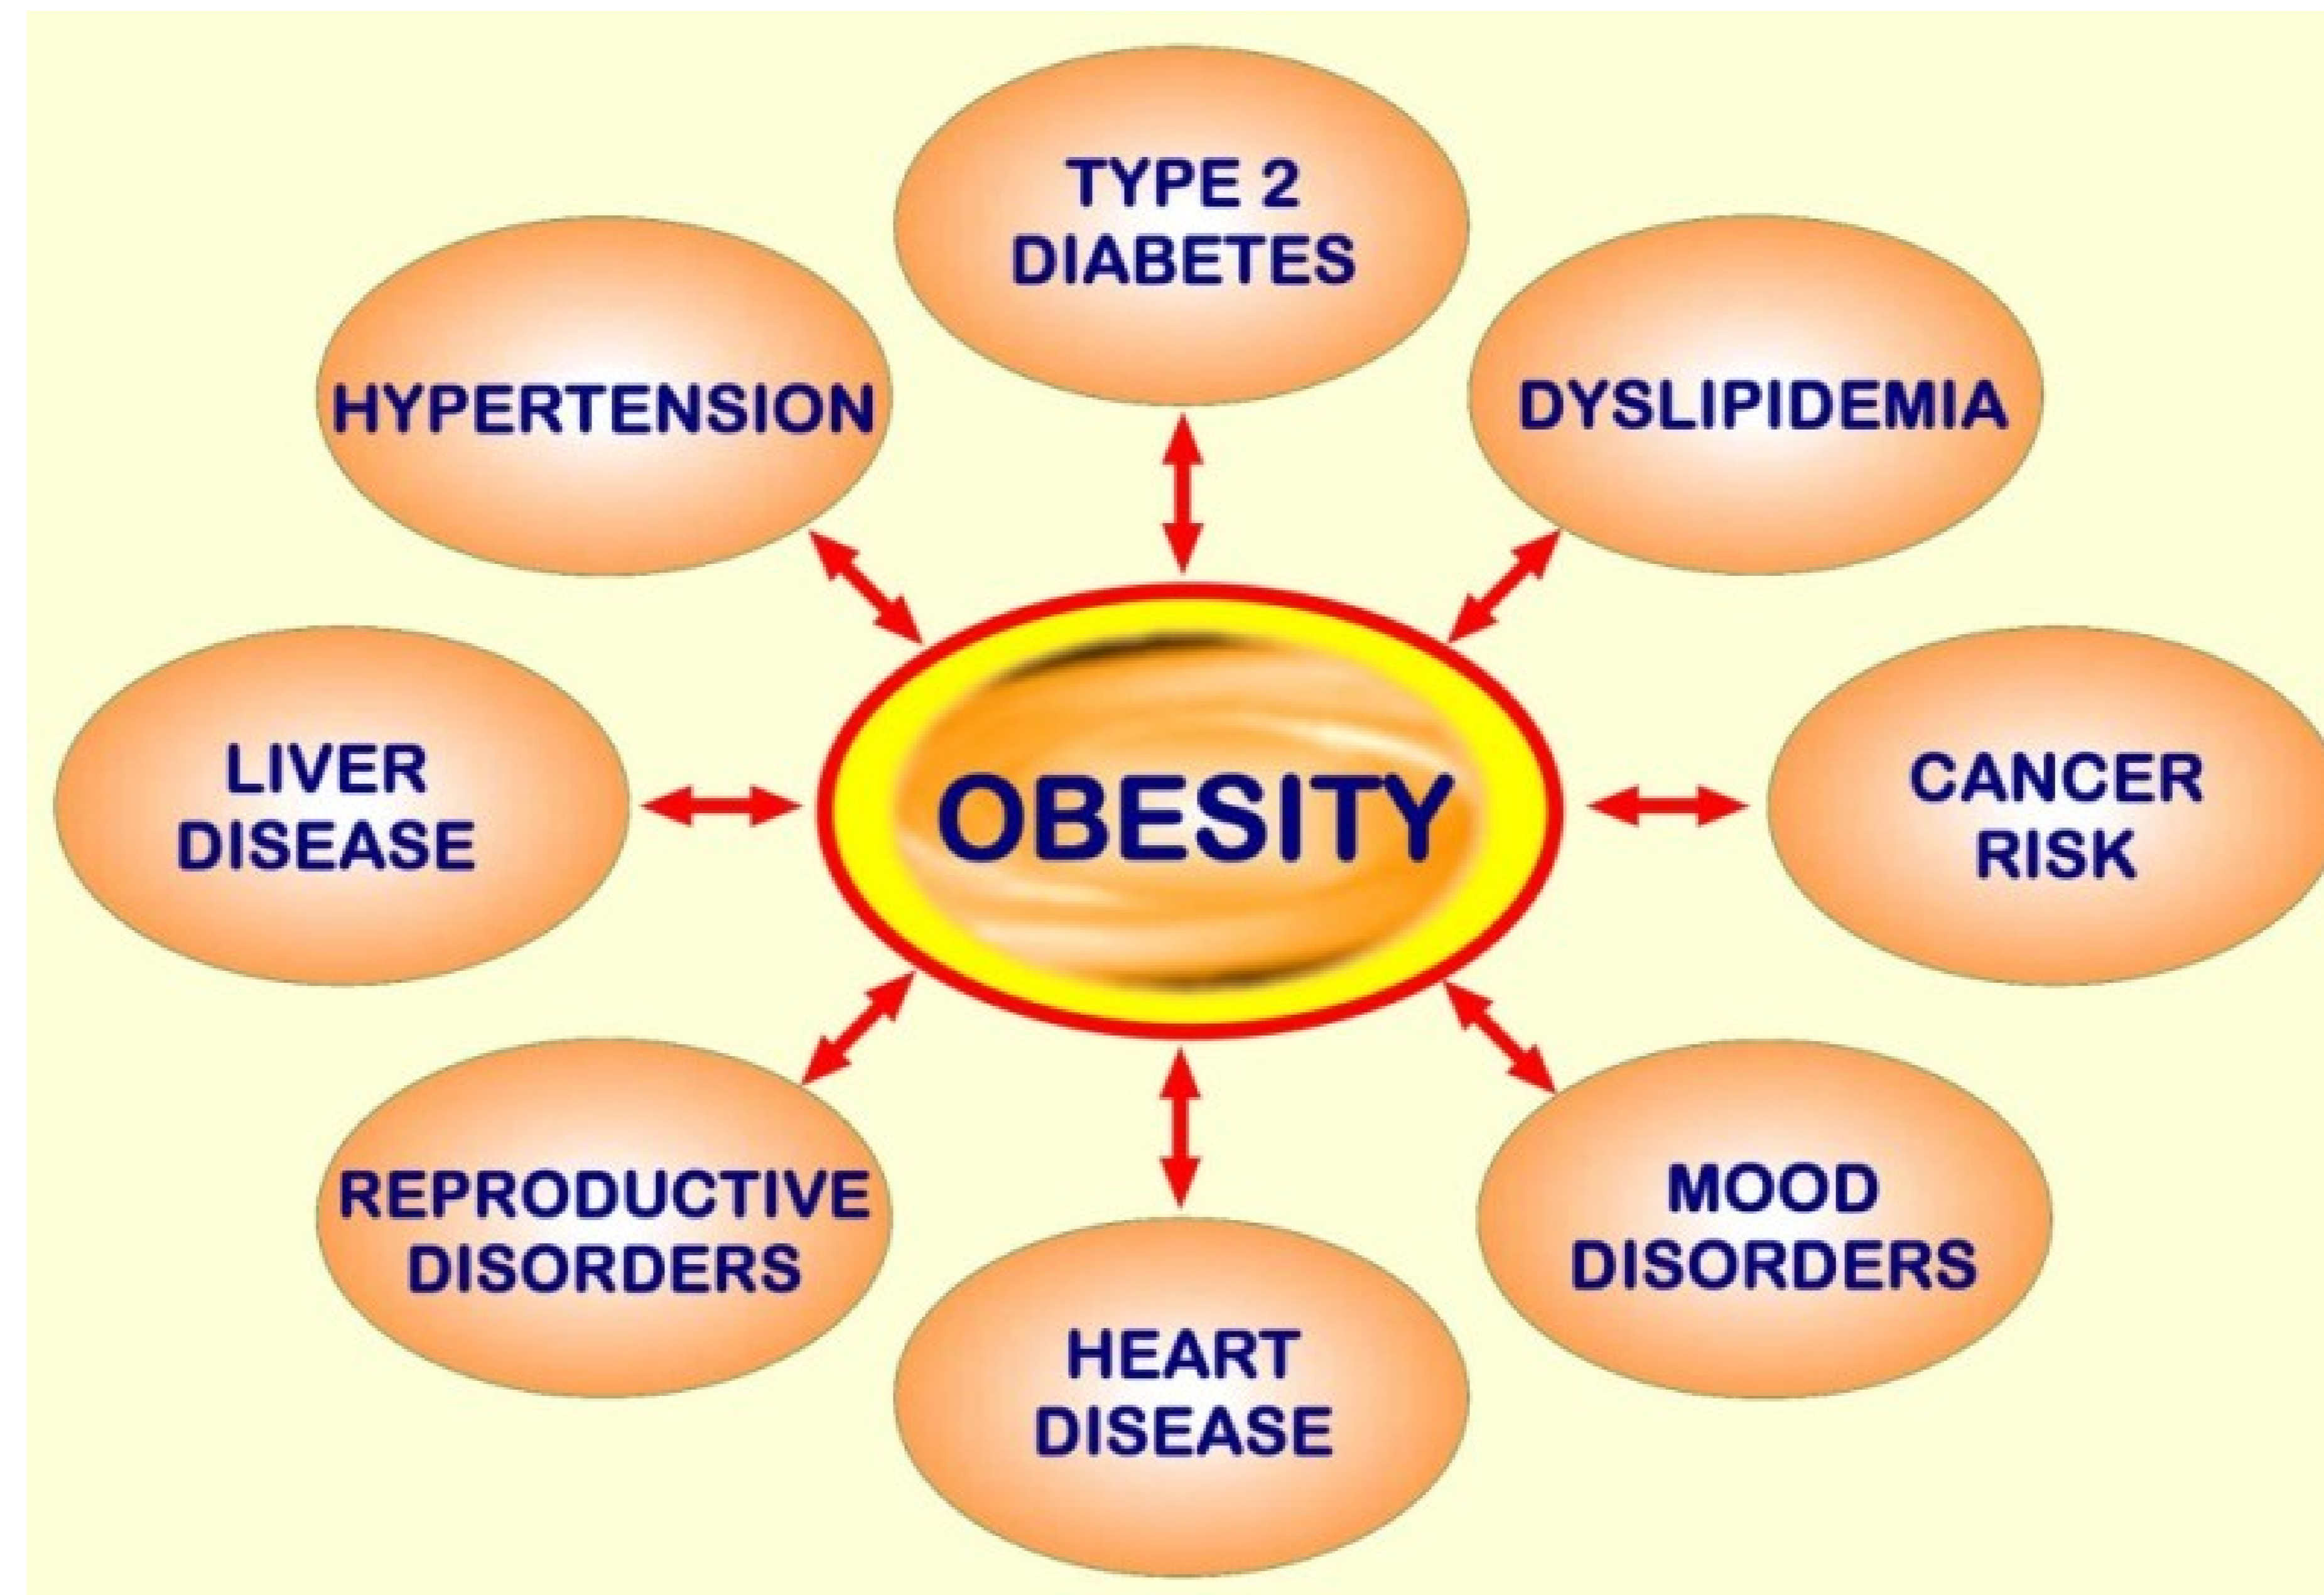 TYPE 2
DIABETES
HYPERTENSION
DYSLIPIDEMIA
LIVER
DISEASE
OBESITY
CANCER
RISK
REPRODUCTIVE
DISORDERS
MOOD
DISORDERS
HEART
DISEASE